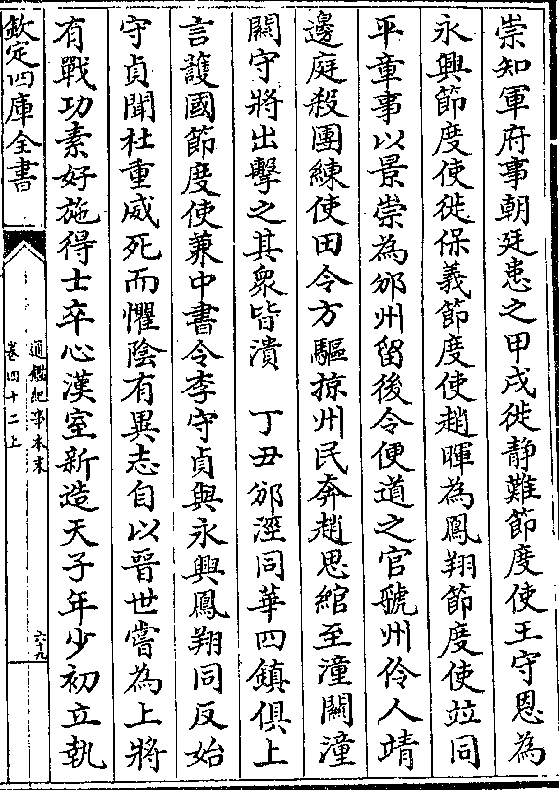 崇知軍府事朝廷患之甲戌徙静難節度使王守恩為
永興節度使徙保義節度使趙暉為鳳翔節度使竝同
平章事以景崇為邠州留後令便道之官虢州伶人靖
邊庭殺團練使田令方驅掠州民奔趙思綰至潼關潼
關守將出擊之其衆皆潰　丁丑邠涇同華四鎮俱上
言護國節度使兼中書令李守貞與永興鳳翔同反始
守貞聞杜重威死而懼陰有異志自以晉世嘗為上將
有戰功素好施得士卒心漢室新造天子年少初立執
欽定四庫全書
通鑑紀事本末
卷四十二上
六十九